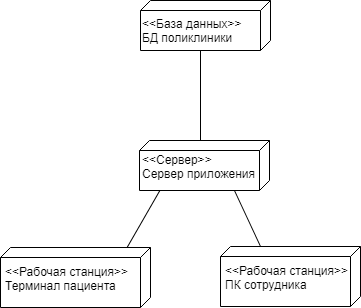 <<База данных>>
БД поликлиники
<<Сервер>>
Сервер приложения
<<Рабочая станция>>
Терминал пациента
<<Рабочая станция>>
ПК сотрудника